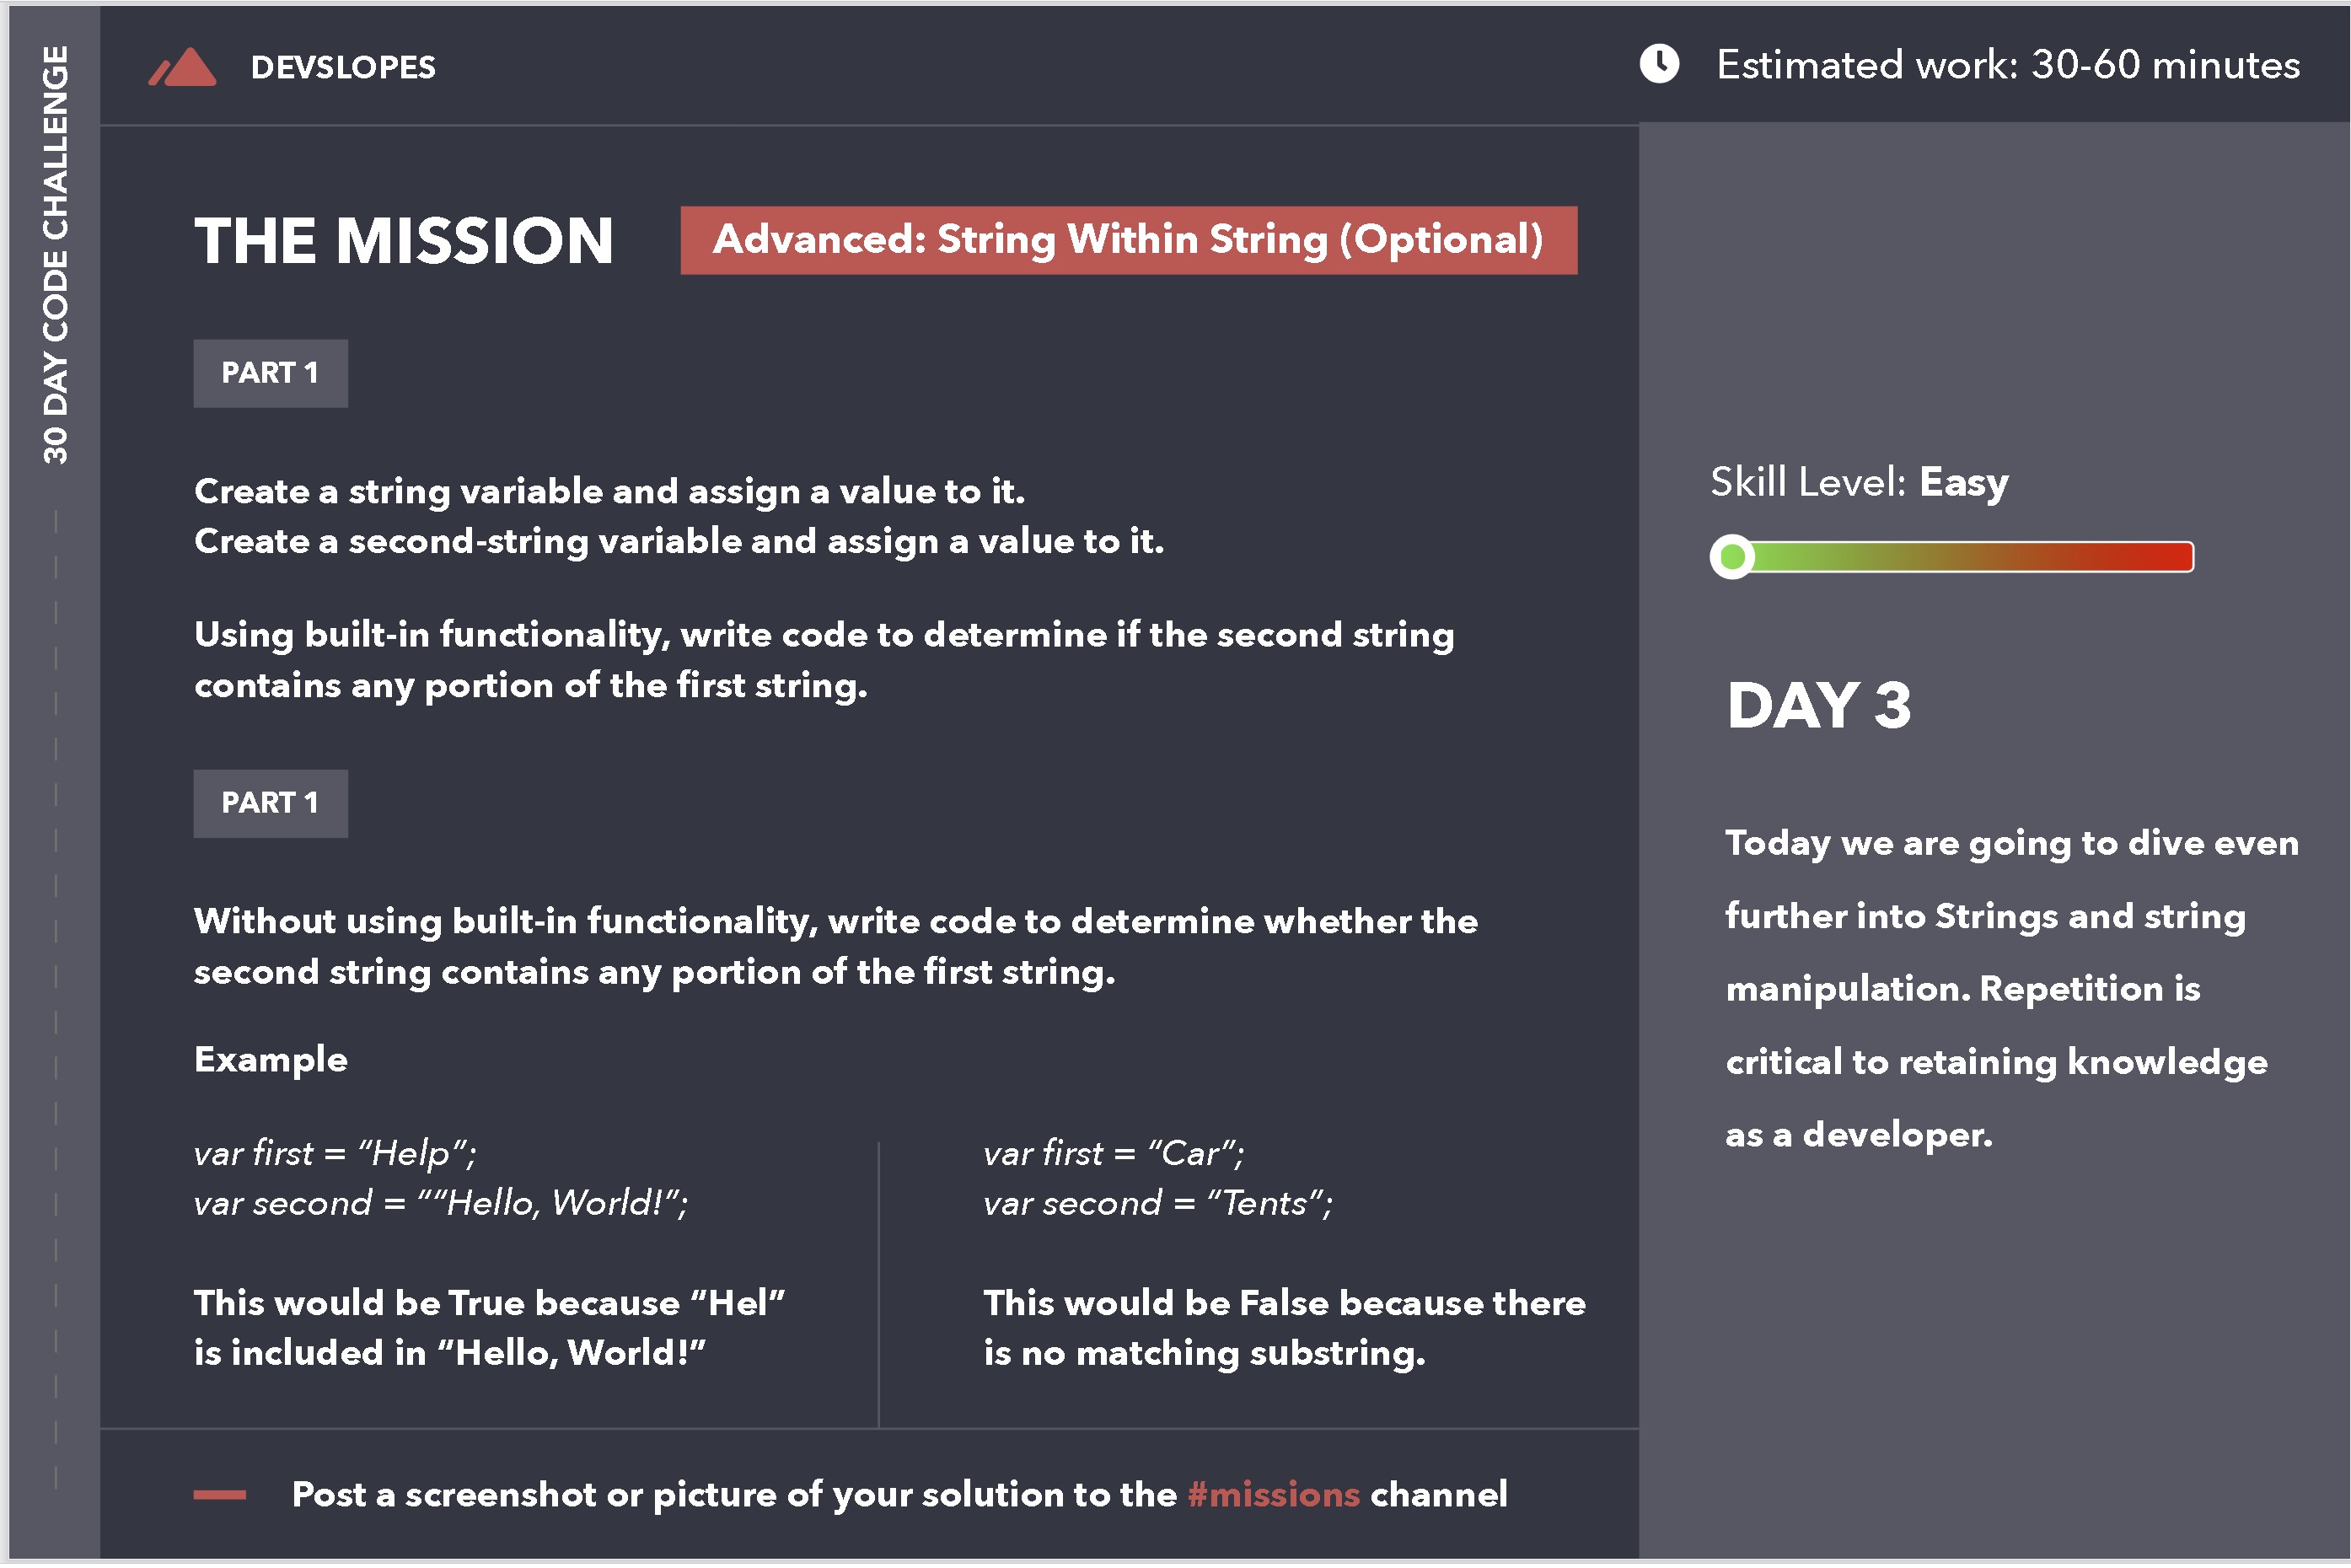 30 DAY CODE CHALLENGE
DEVSLOPES
Estimated work: 30-60 minutes
THE MISSION
Advanced: String Within String (Optional)
PART 1
Create a string variable and assign a value to it.
Create a second-string variable and assign a value to it.
Using built-in functionality, write code to determine if the second string
contains any portion of the first string.
PART 1
Without using built-in functionality, write code to determine whether the
second string contains any portion of the first string.
Example
var first = “Help”;
var second = ““Hello, World!”;
This would be True because “Hel”
is included in “Hello, World!”
var first = “Car”;
var second = “Tents”;
This would be False because there
is no matching substring.
Post a screenshot or picture of your solution to the #missions channel
Skill Level: Easy
DAY 3
Today we are going to dive even
further into Strings and string
manipulation. Repetition is
critical to retaining knowledge
as a developer.